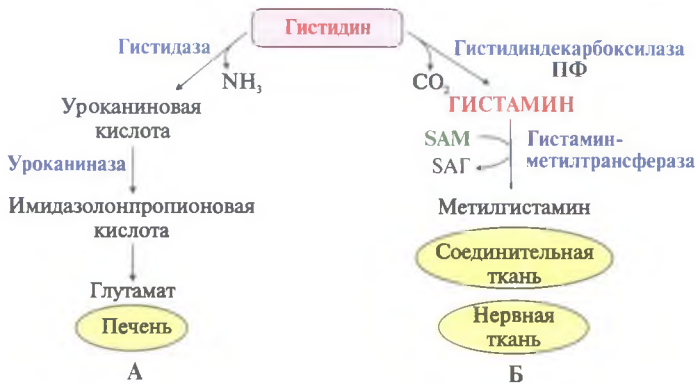 Гистидин
Гистидаза
NH3
Уроканиновая
кислота
Уроканиназа
Имидазолонпропионовая
кислота
Глутамат
Печень
А
Гистидиндекарбоксилаза
ПФ
CO2
ГИСТАМИН
SAM
SАГ
Гистамин-
метилтрансфераза
Метилгистамин
Соединительная
ткань
Нервная
ткань
Б